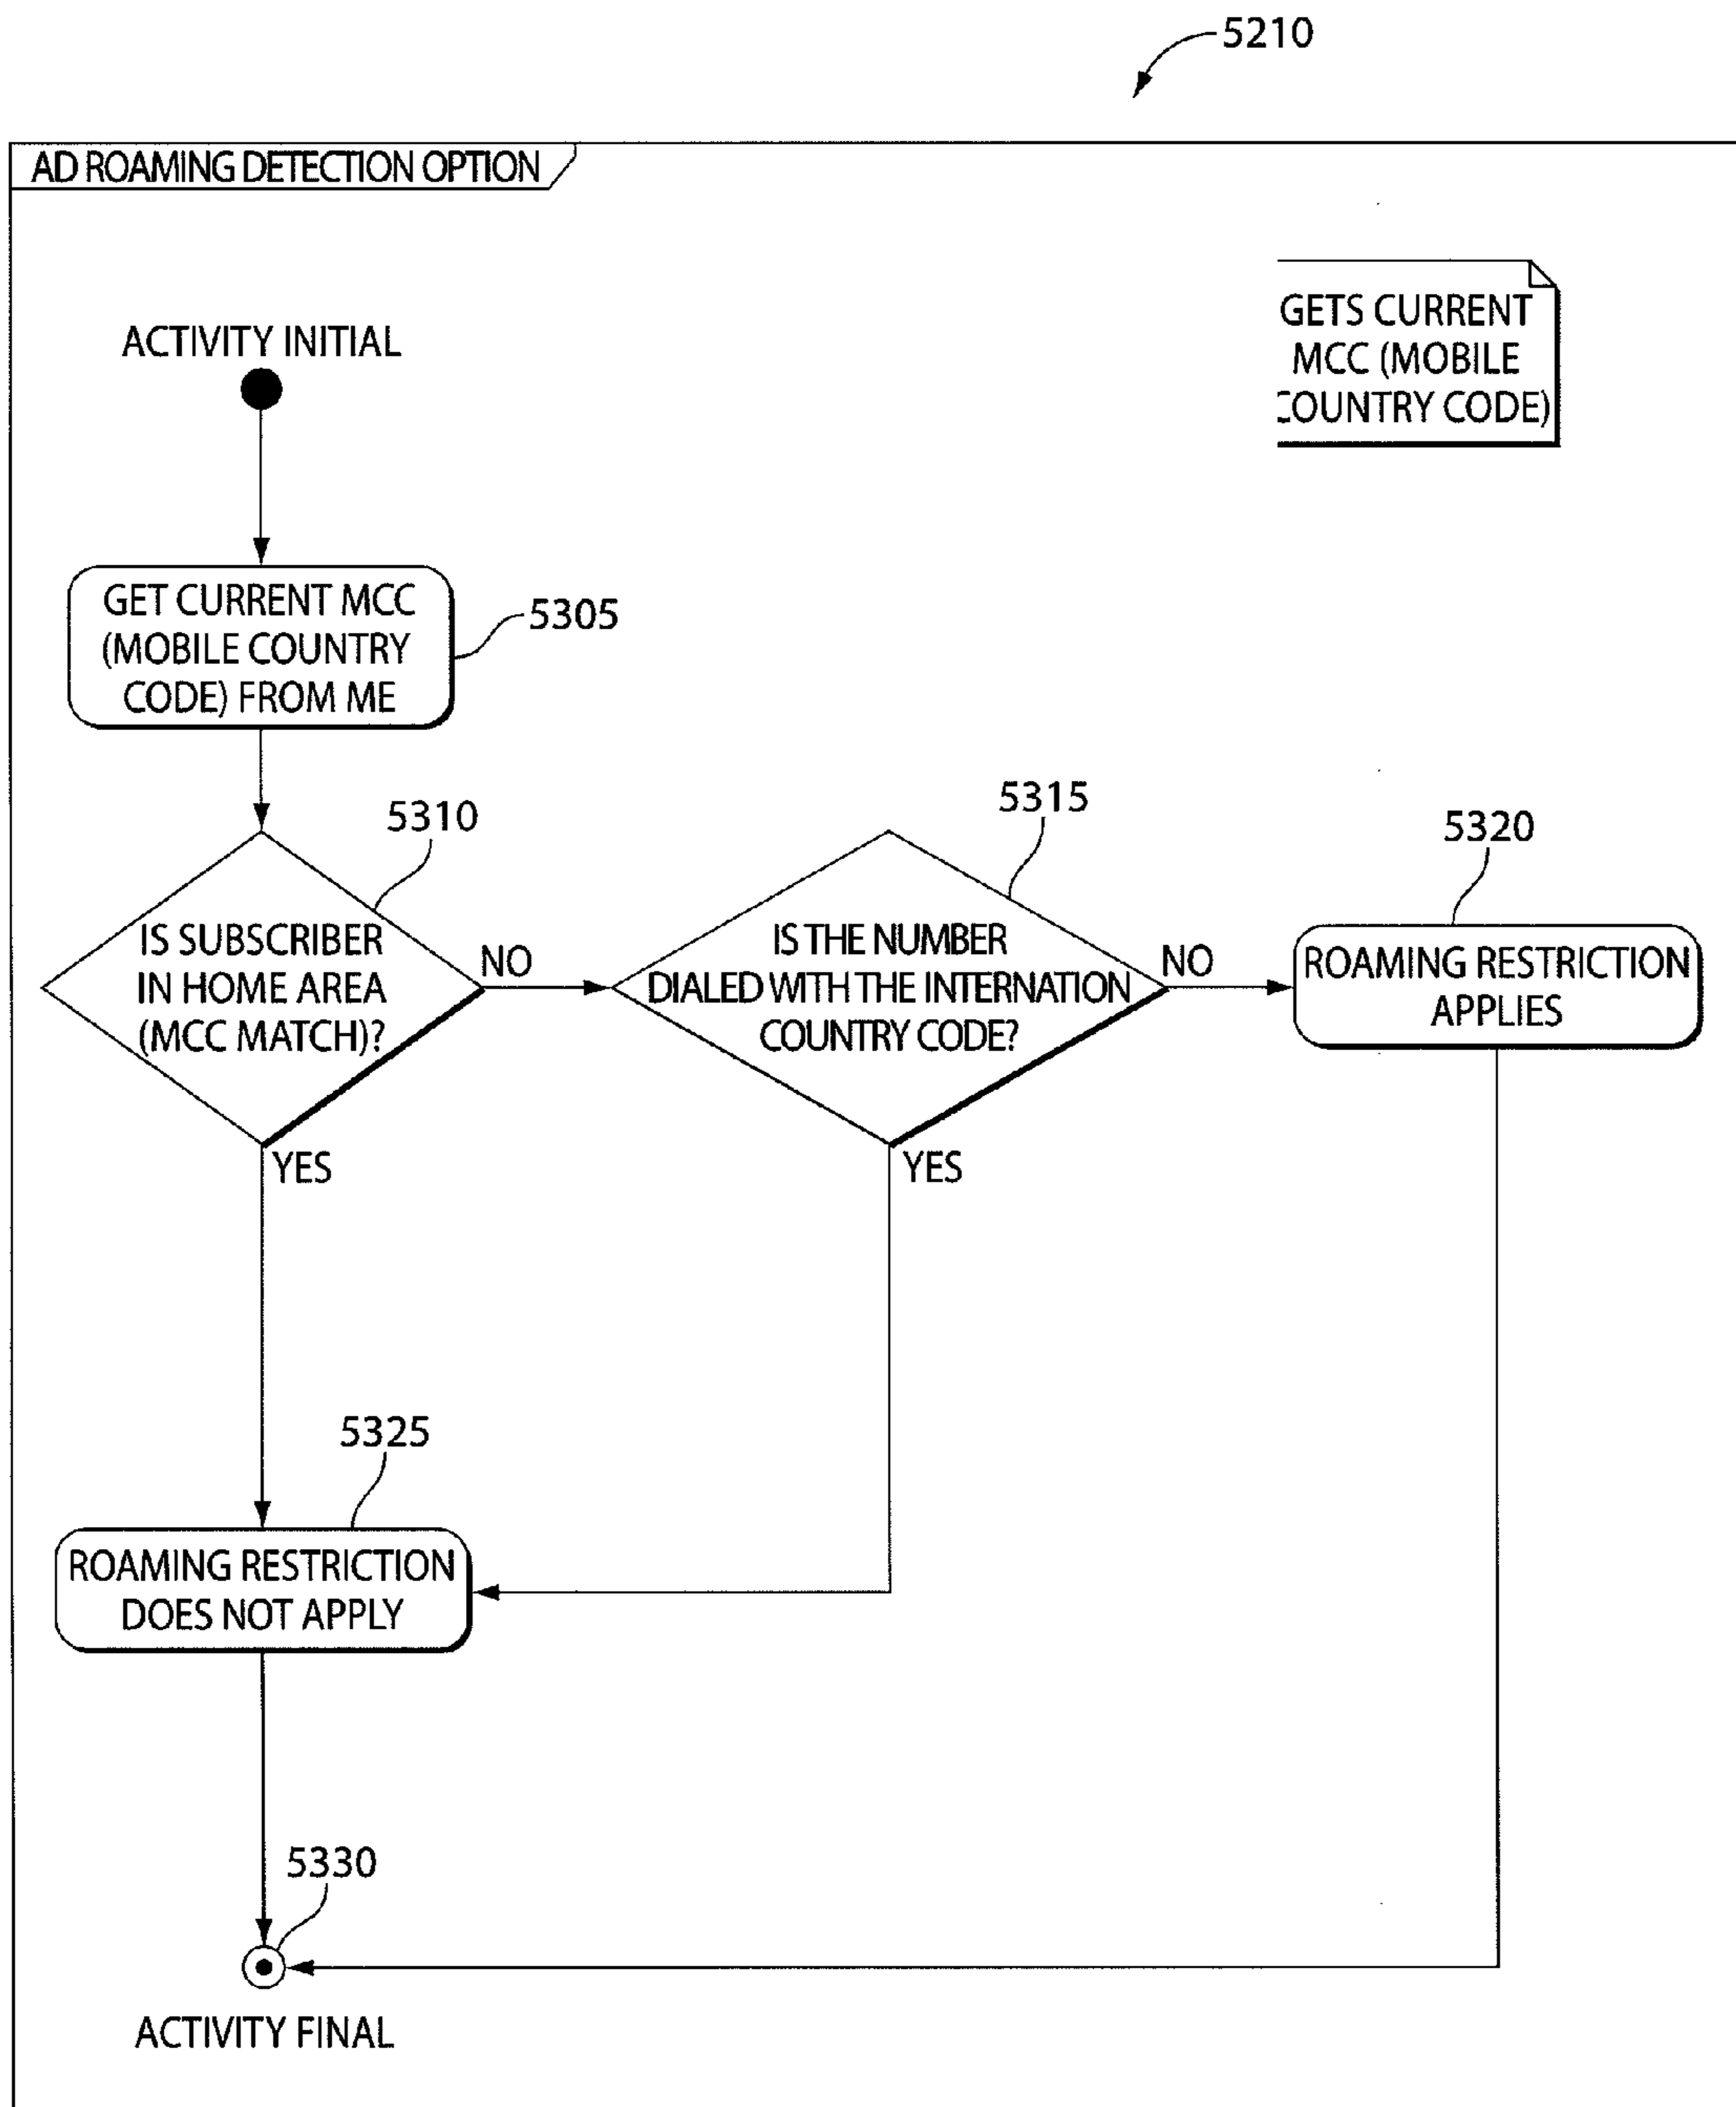 5210
AD ROAMING DETECTION OPTION
GETS CURRENT
MCC (MOBILE
COUNTRY CODE)
ACTIVITY INITIAL
GET CURRENT MCC
(MOBILE COUNTRY
CODE) FROM ME
5305
5310
IS SUBSCRIBER
IN HOME AREA
(MCC MATCH)?
NO
YES
5315
IS THE NUMBER
DIALED WITH THE INTERNATION
COUNTRY CODE?
NO
YES
5320
ROAMING RESTRICTION
APPLIES
5325
ROAMING RESTRICTION
DOES NOT APPLY
5330
ACTIVITY FINAL